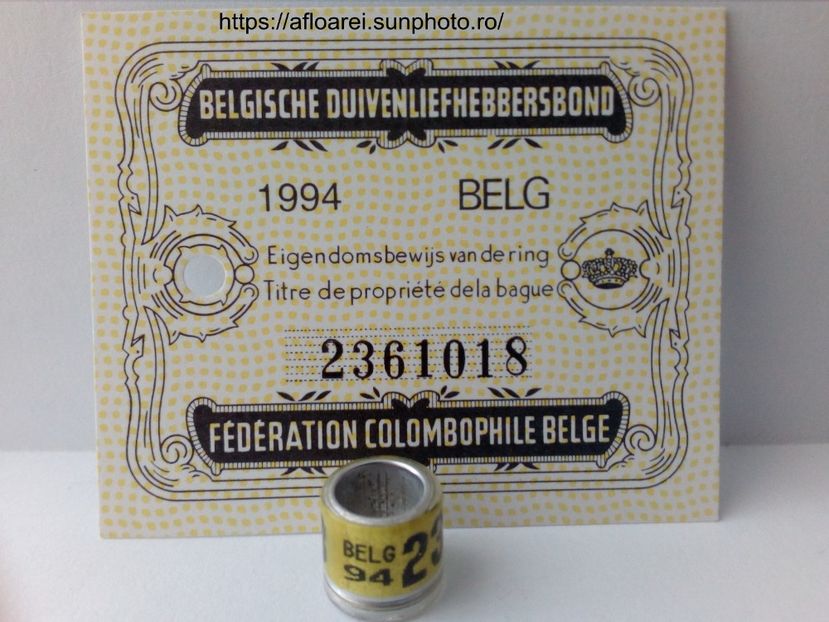 https://afloarei.sunphoto.ro/
BELGISCHE DUIVENLIEFHEBBERSBOND
1994 BELG
Eigendomsbewijs van de ring
Titre de propriété de la bague
2361018
FÉDÉRATION COLOMBOPHILE BELGE
BELG 23
94